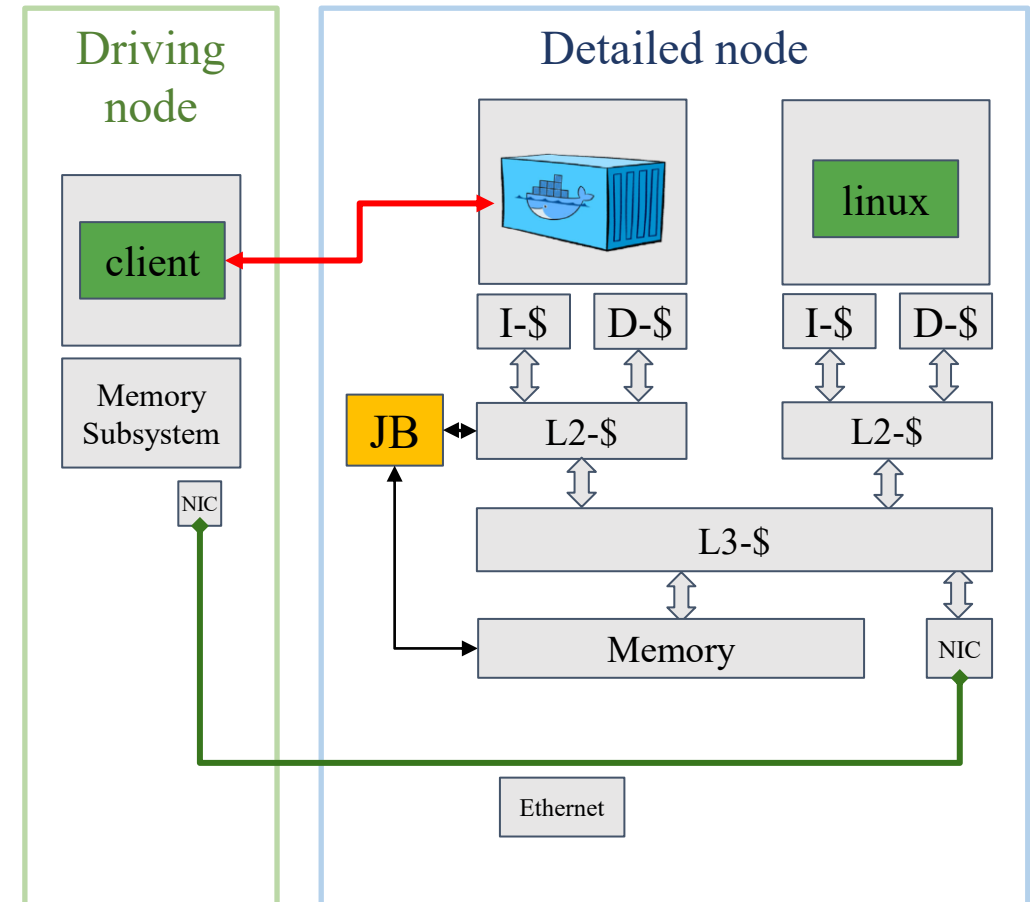 Driving
node
Detailed node
client
linux
I-$
D-$
I-$
D-$
Memory
Subsystem
JB
L2-$
L2-$
NIC
L3-$
Memory
NIC
Ethernet